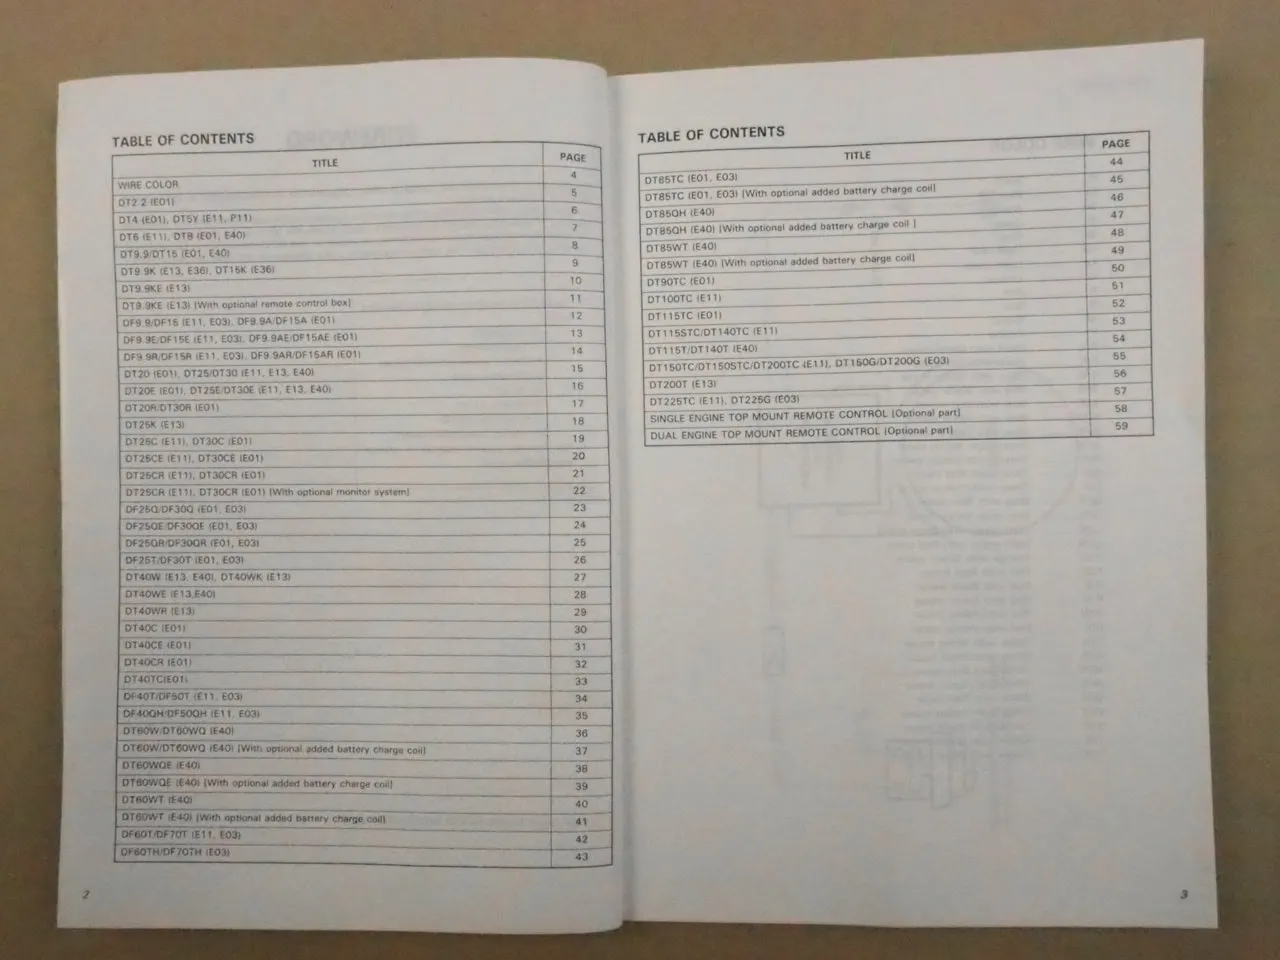 TABLE OF CONTENTS
TITLE PAGE
WIRE COLOR 4
DT2.2 (E01) 5
DT4 (E01), DT5Y (E11, P11) 6
DT6 (E11), DT8 (E01, E40) 7
DT9.9/DT15 (E01, E40) 8
DT9.9K (E13, E36), DT15K (E36) 9
DT9.9KE (E13) 10
DT9.9KE (E13) [With optional remote control box] 11
DF9.9/DF15 (E11, E03), DF9.9A/DF15A (E01) 12
DF9.9E/DF15E (E11, E03), DF9.9AE/DF15AE (E01) 13
DF9.9R/DF15R (E11, E03), DF9.9AR/DF15AR (E01) 14
DT20 (E01), DT25/DT30 (E11, E13, E40) 15
DT20E (E01), DT25E/DT30E (E11, E13, E40) 16
DT20R/DT30R (E01) 17
DT25K (E13) 18
DT25C (E11), DT30C (E01) 19
DT25CE (E11), DT30CE (E01) 20
DT25CR (E11), DT30CR (E01) 21
DT25CR (E11), DT30CR (E01) [With optional monitor system] 22
DF25Q/DF30Q (E01, E03) 23
DF25QE/DF30QE (E01, E03) 24
DF25QR/DF30QR (E01, E03) 25
DF25T/DF30T (E01, E03) 26
DT40W (E13, E40), DT40WK (E13) 27
DT40WE (E13,E40) 28
DT40WR (E13) 29
DT40C (E01) 30
DT40CE (E01) 31
DT40CR (E01) 32
DT40TC(E01) 33
DF40T/DF50T (E11, E03) 34
DF40QH/DF50QH (E11, E03) 35
DT60W/DT60WQ (E40) 36
DT60W/DT60WQ (E40) [With optional added battery charge coil] 37
DT60WQE (E40) 38
DT60WQE (E40) [With optional added battery charge coil] 39
DT60WT (E40) 40
DT60WT (E40) [With optional added battery charge coil] 41
DF60T/DF70T (E11, E03) 42
DF60TH/DF70TH (E03) 43
2
TABLE OF CONTENTS
TITLE PAGE
DT85TC (E01, E03) 44
DT85TC (E01, E03) [With optional added battery charge coil] 45
DT85QH (E40) 46
DT85QH (E40) [With optional added battery charge coil ] 47
DT85WT (E40) 48
DT85WT (E40) [With optional added battery charge coil] 49
DT90TC (E01) 50
DT100TC (E11) 51
DT115TC (E01) 52
DT115STC/DT140TC (E11) 53
DT115T/DT140T (E40) 54
DT150TC/DT150STC/DT200TC (E11), DT150G/DT200G (E03) 55
DT200T (E13) 56
DT225TC (E11), DT225G (E03) 57
SINGLE ENGINE TOP MOUNT REMOTE CONTROL [Optional part] 58
DUAL ENGINE TOP MOUNT REMOTE CONTROL [Optional part] 59
3